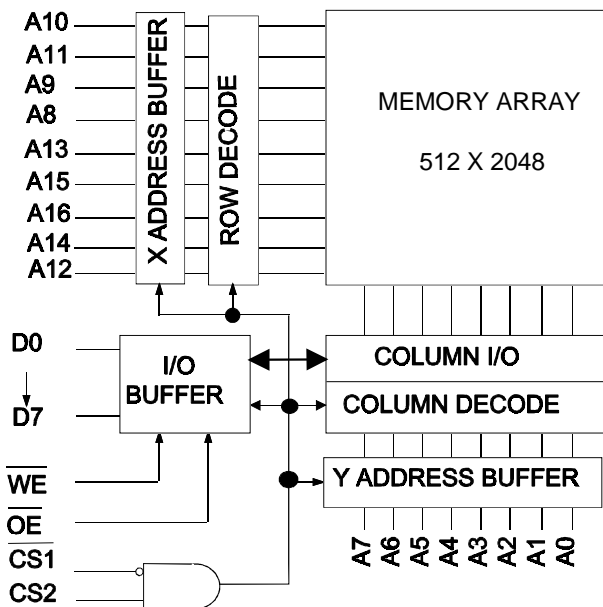 A10
A11
A9
A8
A13
A15
A16
A14
A12
X ADDRESS BUFFER
ROW DECODE
MEMORY ARRAY
512 X 2048
D0
D7
I/O
BUFFER
COLUMN I/O
COLUMN DECODE
Y ADDRESS BUFFER
WE
OE
CS1
CS2
A7
A6
A5
A4
A3
A2
A1
A0